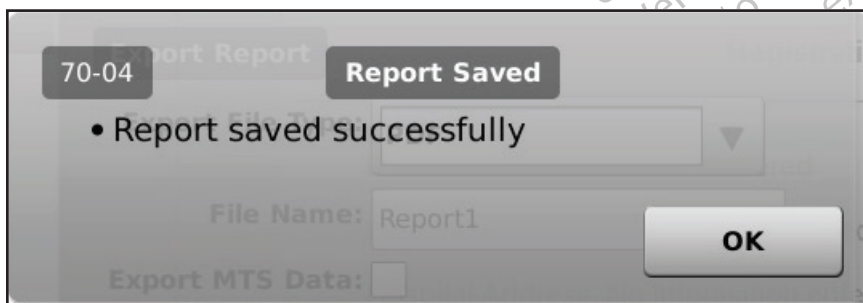 Export Report
70-04
Report Saved
Export File Type:
• Report saved successfully
File Name: Report1
OK
Export MTS Data: